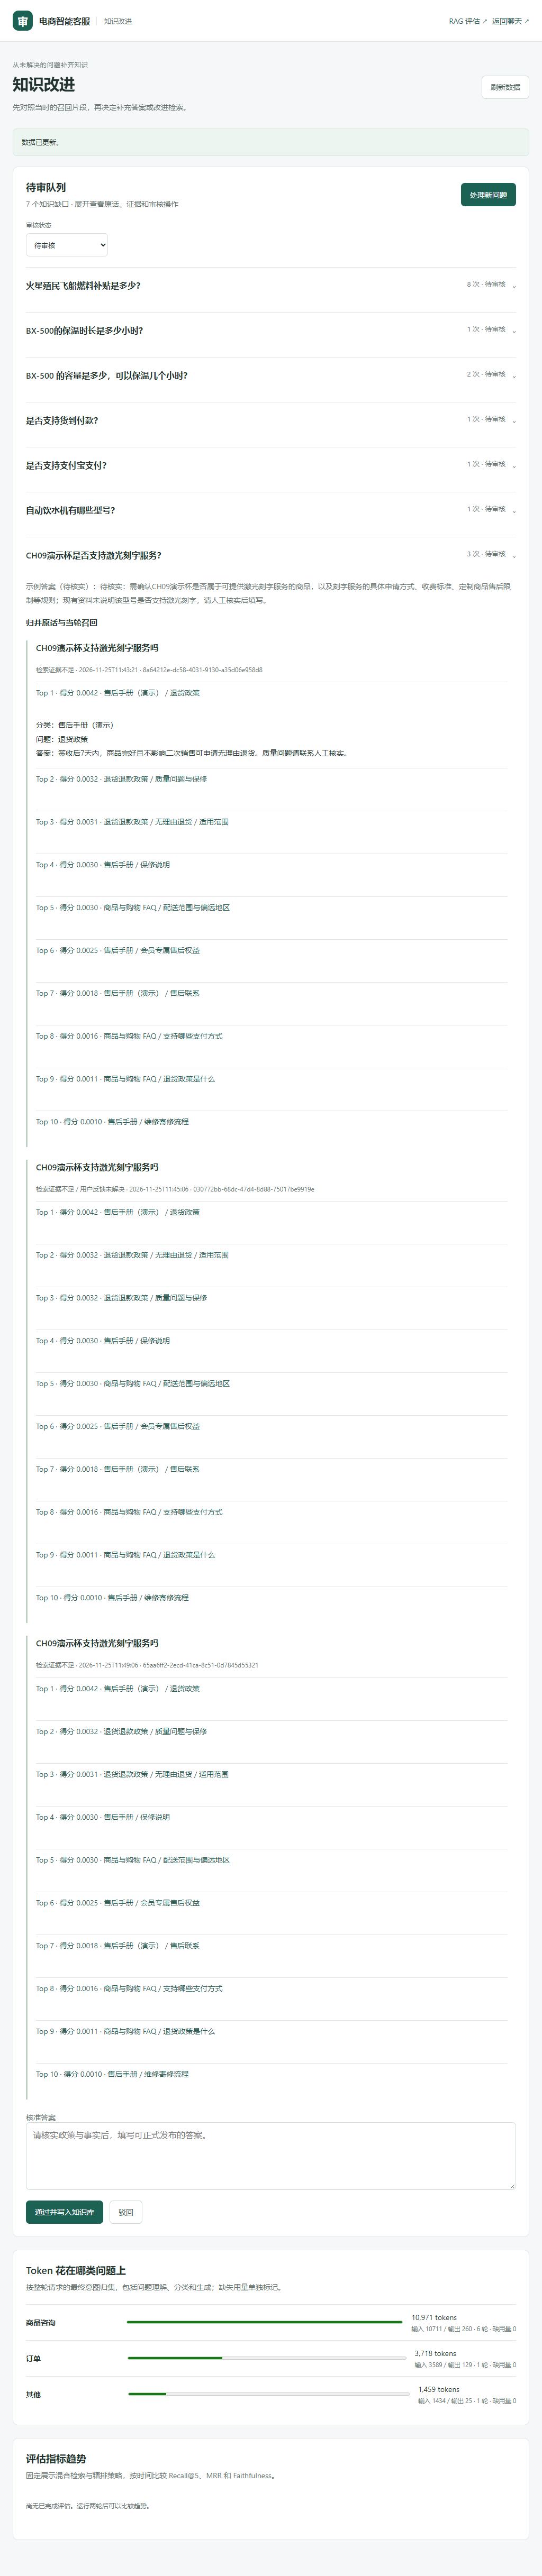 审 电商智能客服 知识改进 RAG 评估 ↗ 返回聊天 ↗
从未解决的问题补齐知识
知识改进
刷新数据
先对照当时的召回片段，再决定补充答案或改进检索。
数据已更新。
待审队列
处理新问题
7 个知识缺口 · 展开查看原话、证据和审核操作
审核状态
待审核
火星殖民飞船燃料补贴是多少？ 8 次 · 待审核
BX-500的保温时长是多少小时？ 1 次 · 待审核
BX-500 的容量是多少，可以保温几个小时？ 2 次 · 待审核
是否支持货到付款？ 1 次 · 待审核
是否支持支付宝支付？ 1 次 · 待审核
自动饮水机有哪些型号？ 1 次 · 待审核
CH09演示杯是否支持激光刻字服务？ 3 次 · 待审核
示例答案（待核实）：待核实：需确认CH09演示杯是否属于可提供激光刻字服务的商品，以及刻字服务的具体申请方式、收费标准、定制商品售后限
制等规则；现有资料未说明该型号是否支持激光刻字，请人工核实后填写。
归并原话与当轮召回
CH09演示杯支持激光刻字服务吗
检索证据不足 · 2026-11-25T11:43:21 · 8a64212e-dc58-4031-9130-a35d06e958d8
Top 1 · 得分 0.0042 · 售后手册（演示） / 退货政策
分类：售后手册（演示）
问题：退货政策
答案：签收后7天内，商品完好且不影响二次销售可申请无理由退货。质量问题请联系人工核实。
Top 2 · 得分 0.0032 · 退货退款政策 / 质量问题与保修
Top 3 · 得分 0.0031 · 退货退款政策 / 无理由退货 / 适用范围
Top 4 · 得分 0.0030 · 售后手册 / 保修说明
Top 5 · 得分 0.0030 · 商品与购物 FAQ / 配送范围与偏远地区
Top 6 · 得分 0.0025 · 售后手册 / 会员专属售后权益
Top 7 · 得分 0.0018 · 售后手册（演示） / 售后联系
Top 8 · 得分 0.0016 · 商品与购物 FAQ / 支持哪些支付方式
Top 9 · 得分 0.0011 · 商品与购物 FAQ / 退货政策是什么
Top 10 · 得分 0.0010 · 售后手册 / 维修寄修流程
CH09演示杯支持激光刻字服务吗
检索证据不足 / 用户反馈未解决 · 2026-11-25T11:45:06 · 030772bb-68dc-47d4-8d88-75017be9919e
Top 1 · 得分 0.0042 · 售后手册（演示） / 退货政策
Top 2 · 得分 0.0032 · 退货退款政策 / 无理由退货 / 适用范围
Top 3 · 得分 0.0032 · 退货退款政策 / 质量问题与保修
Top 4 · 得分 0.0030 · 售后手册 / 保修说明
Top 5 · 得分 0.0030 · 商品与购物 FAQ / 配送范围与偏远地区
Top 6 · 得分 0.0025 · 售后手册 / 会员专属售后权益
Top 7 · 得分 0.0018 · 售后手册（演示） / 售后联系
Top 8 · 得分 0.0016 · 商品与购物 FAQ / 支持哪些支付方式
Top 9 · 得分 0.0011 · 商品与购物 FAQ / 退货政策是什么
Top 10 · 得分 0.0010 · 售后手册 / 维修寄修流程
CH09演示杯支持激光刻字服务吗
检索证据不足 · 2026-11-25T11:49:06 · 65aa6ff2-2ecd-41ca-8c51-0d7845d55321
Top 1 · 得分 0.0042 · 售后手册（演示） / 退货政策
Top 2 · 得分 0.0032 · 退货退款政策 / 质量问题与保修
Top 3 · 得分 0.0031 · 退货退款政策 / 无理由退货 / 适用范围
Top 4 · 得分 0.0030 · 售后手册 / 保修说明
Top 5 · 得分 0.0030 · 商品与购物 FAQ / 配送范围与偏远地区
Top 6 · 得分 0.0025 · 售后手册 / 会员专属售后权益
Top 7 · 得分 0.0018 · 售后手册（演示） / 售后联系
Top 8 · 得分 0.0016 · 商品与购物 FAQ / 支持哪些支付方式
Top 9 · 得分 0.0011 · 商品与购物 FAQ / 退货政策是什么
Top 10 · 得分 0.0010 · 售后手册 / 维修寄修流程
核准答案
请核实政策与事实后，填写可正式发布的答案。
通过并写入知识库 驳回
Token 花在哪类问题上
按整轮请求的最终意图归集，包括问题理解、分类和生成；缺失用量单独标记。
商品咨询 10,971 tokens
输入 10711 / 输出 260 · 6 轮 · 缺用量 0
订单 3,718 tokens
输入 3589 / 输出 129 · 1 轮 · 缺用量 0
其他 1,459 tokens
输入 1434 / 输出 25 · 1 轮 · 缺用量 0
评估指标趋势
固定展示混合检索与精排策略，按时间比较 Recall@5、MRR 和 Faithfulness。
尚无已完成评估。运行两轮后可以比较趋势。